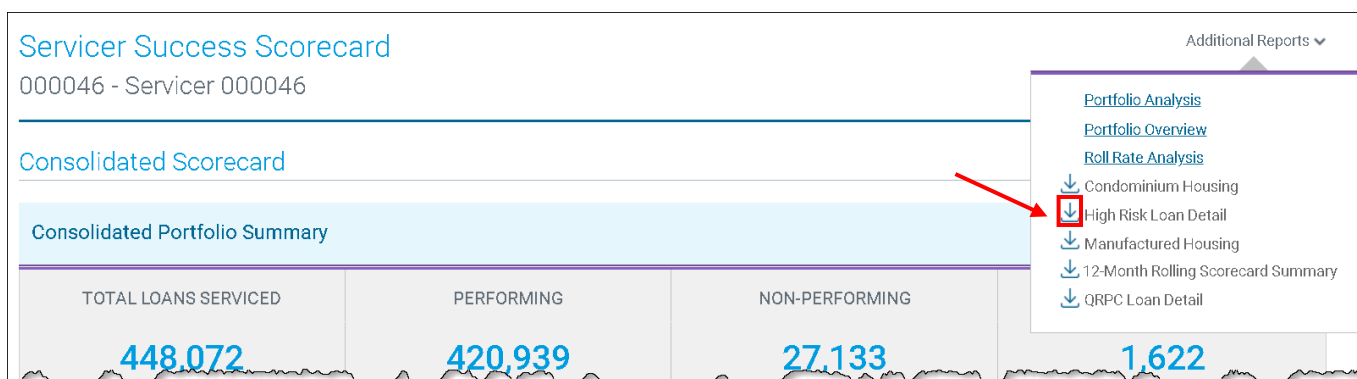 Servicer Success Scorecard
000046 - Servicer 000046
Additional Reports
Portfolio Analysis
Portfolio Overview
Roll Rate Analysis
Condominium Housing
High Risk Loan Detail
Manufactured Housing
12-Month Rolling Scorecard Summary
QRPC Loan Detail
Consolidated Scorecard
Consolidated Portfolio Summary
TOTAL LOANS SERVICED
448,072
PERFORMING
420,939
NON-PERFORMING
27,133
1,622